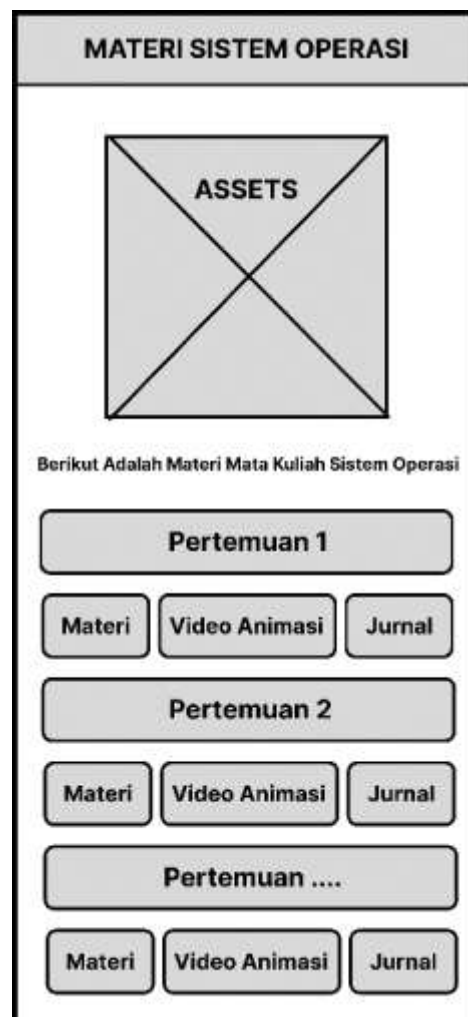 MATERI SISTEM OPERASI
ASSETS
Berikut Adalah Materi Mata Kuliah Sistem Operasi
Pertemuan 1
Materi Video Animasi Jurnal
Pertemuan 2
Materi Video Animasi Jurnal
Pertemuan ....
Materi Video Animasi Jurnal